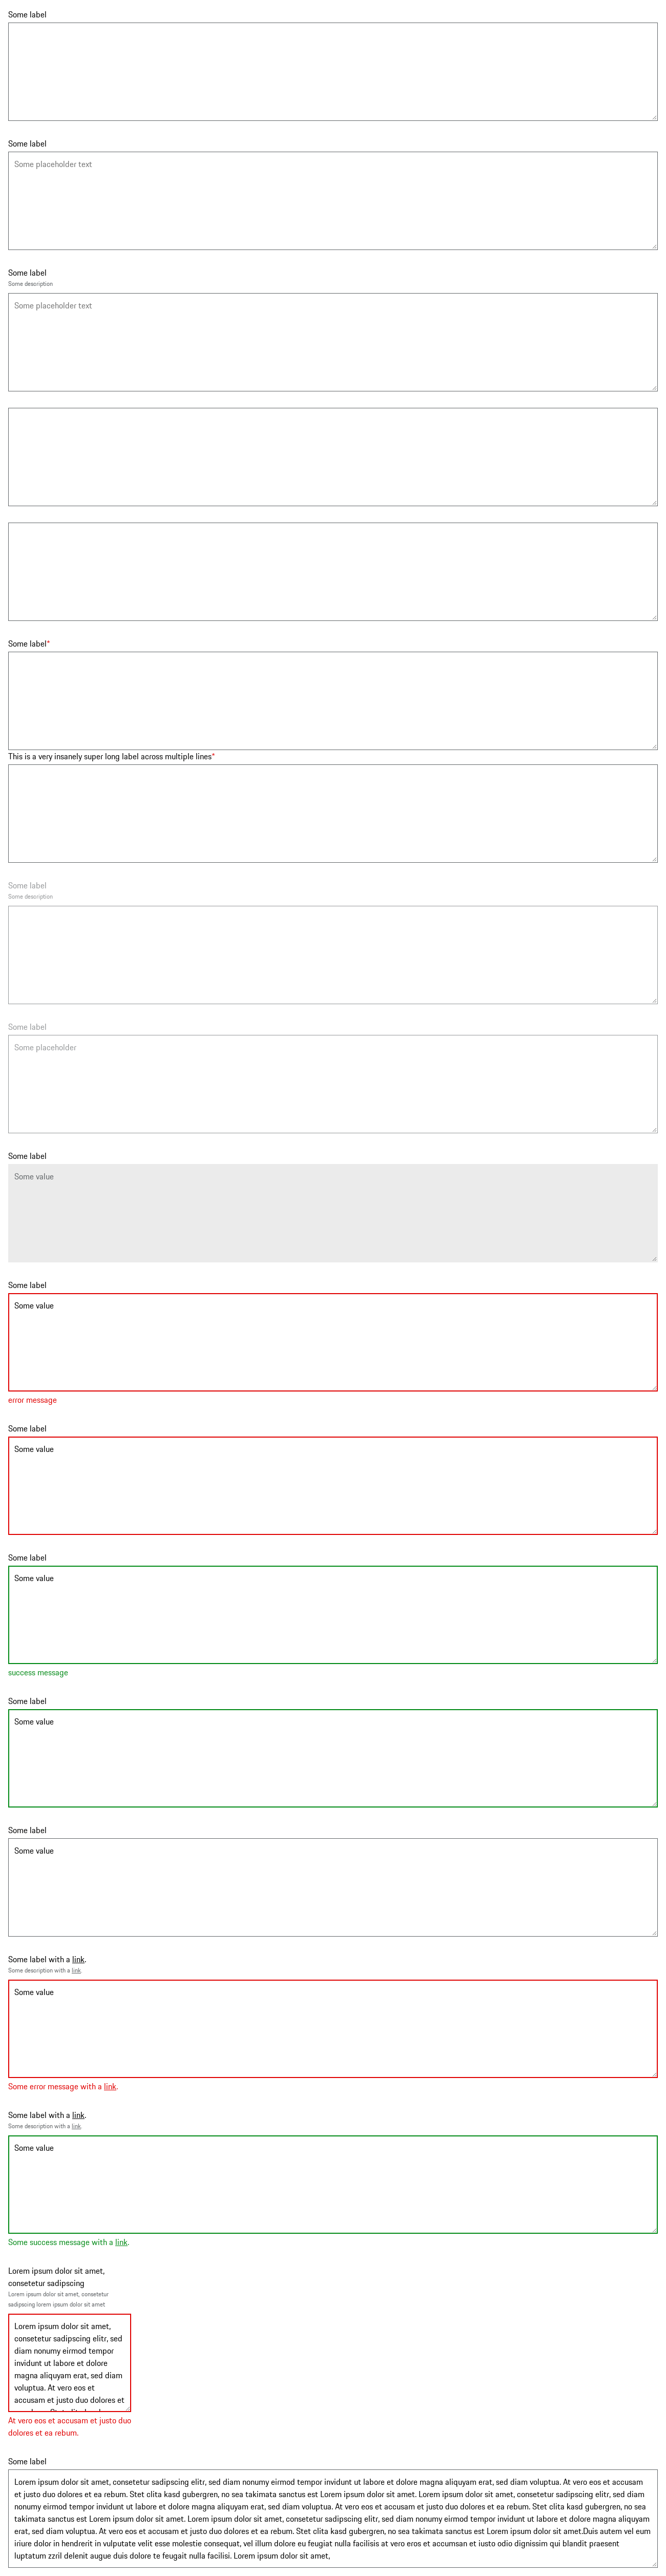 Some label
Some label
Some placeholder text
Some label
Some description
Some placeholder text
Some label*
This is a very insanely super long label across multiple lines*
Some label
Some description
Some label
Some placeholder
Some label
Some value
Some label
Some value
error message
Some label
Some value
Some label
Some value
success message
Some label
Some value
Some label
Some value
Some label with a link.
Some description with a link.
Some value
Some error message with a link.
Some label with a link.
Some description with a link.
Some value
Some success message with a link.
Lorem ipsum dolor sit amet,
consetetur sadipscing
Lorem ipsum dolor sit amet, consetetur
sadipscing lorem ipsum dolor sit amet
Lorem ipsum dolor sit amet,
consetetur sadipscing elitr, sed
diam nonumy eirmod tempor
invidunt ut labore et dolore
magna aliquyam erat, sed diam
voluptua. At vero eos et
accusam et justo duo dolores et
At vero eos et accusam et justo duo
dolores et ea rebum.
Some label
Lorem ipsum dolor sit amet, consetetur sadipscing elitr, sed diam nonumy eirmod tempor invidunt ut labore et dolore magna aliquyam erat, sed diam voluptua. At vero eos et accusam
et justo duo dolores et ea rebum. Stet clita kasd gubergren, no sea takimata sanctus est Lorem ipsum dolor sit amet. Lorem ipsum dolor sit amet, consetetur sadipscing elitr, sed diam
nonumy eirmod tempor invidunt ut labore et dolore magna aliquyam erat, sed diam voluptua. At vero eos et accusam et justo duo dolores et ea rebum. Stet clita kasd gubergren, no sea
takimata sanctus est Lorem ipsum dolor sit amet. Lorem ipsum dolor sit amet, consetetur sadipscing elitr, sed diam nonumy eirmod tempor invidunt ut labore et dolore magna aliquyam
erat, sed diam voluptua. At vero eos et accusam et justo duo dolores et ea rebum. Stet clita kasd gubergren, no sea takimata sanctus est Lorem ipsum dolor sit amet.Duis autem vel eum
iriure dolor in hendrerit in vulputate velit esse molestie consequat, vel illum dolore eu feugiat nulla facilisis at vero eros et accumsan et iusto odio dignissim qui blandit praesent
luptatum zzril delenit augue duis dolore te feugait nulla facilisi. Lorem ipsum dolor sit amet,